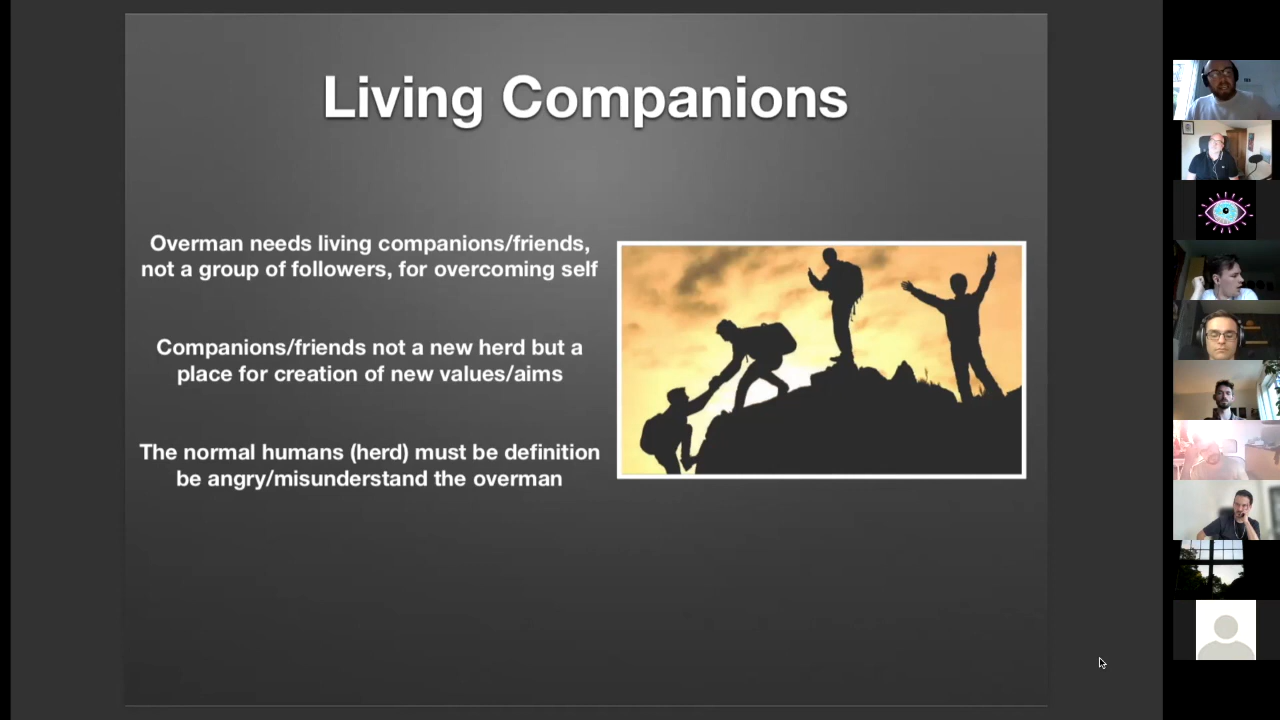 Living Companions
Overman needs living companions/friends,
not a group of followers, for overcoming self
Companions/friends not a new herd but a
place for creation of new values/aims
The normal humans (herd) must be definition
be angry/misunderstand the overman